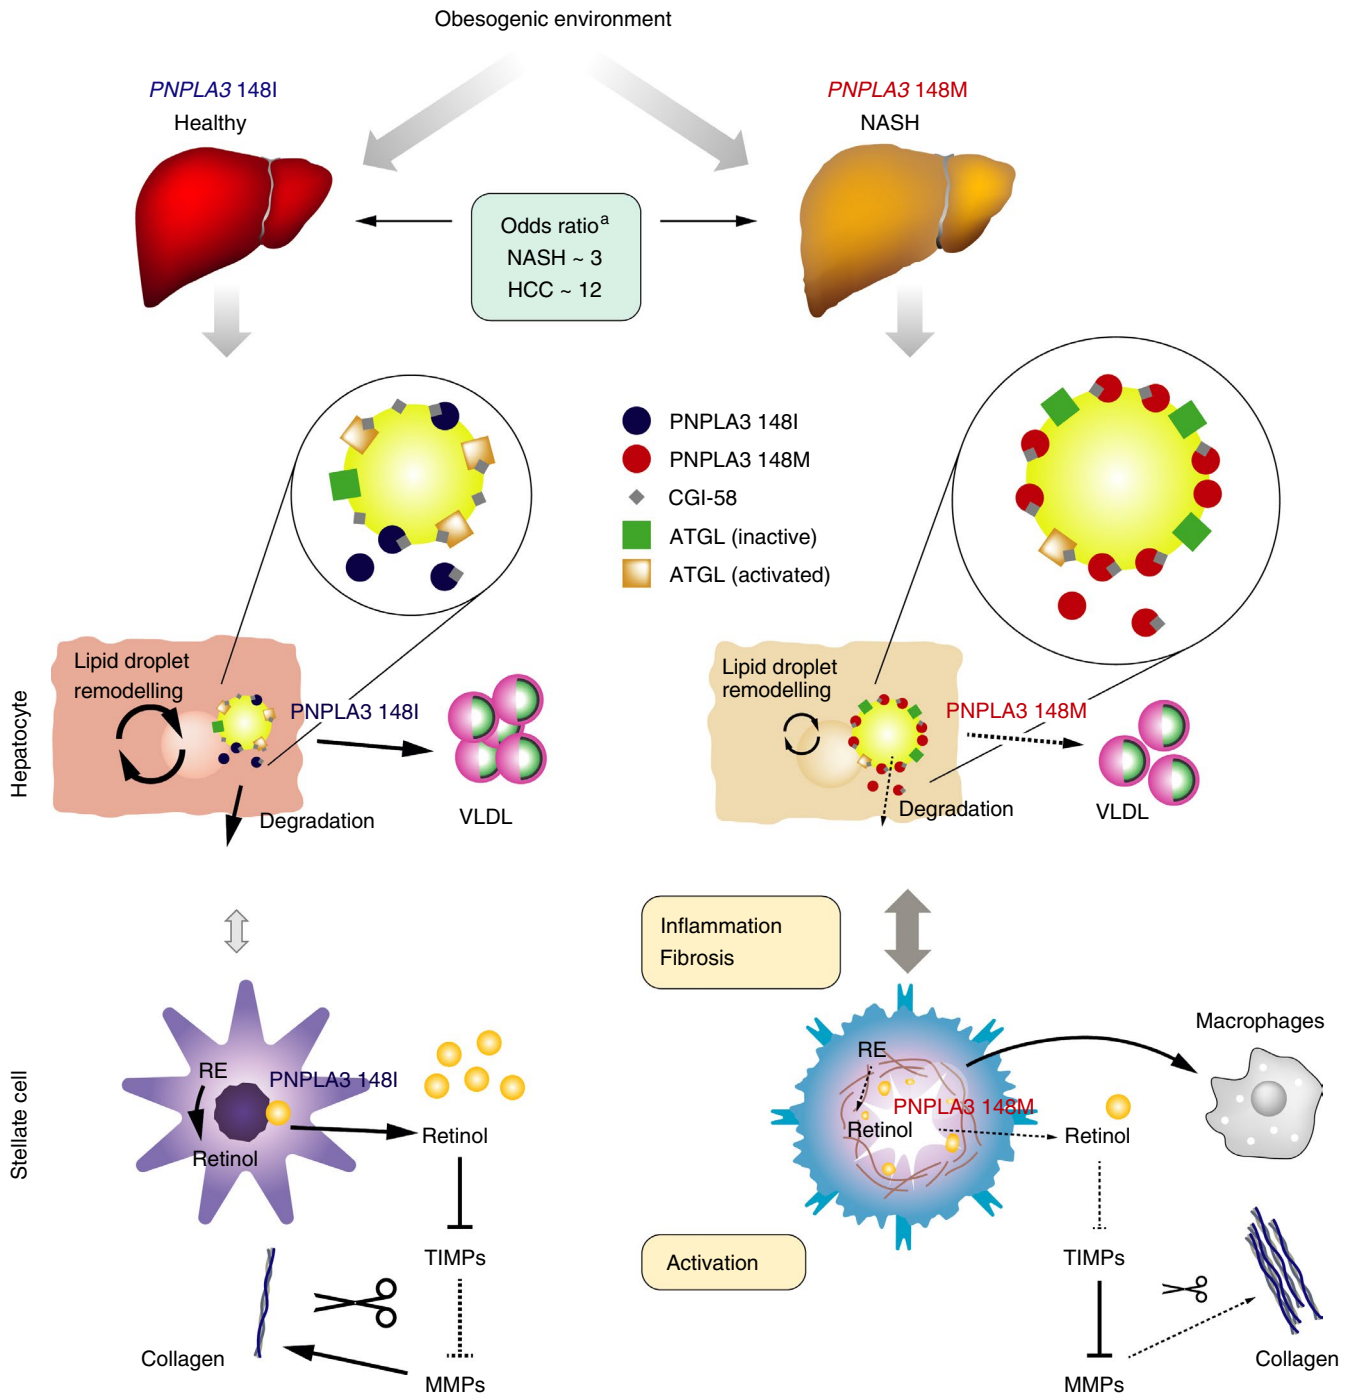 Obesogenic environment
PNPLA3 148I
Healthy
PNPLA3 148M
NASH
Odds ratioª
NASH ~ 3
HCC ~ 12
PNPLA3 148I
PNPLA3 148M
CGI-58
ATGL (inactive)
ATGL (activated)
Hepatocyte
Lipid droplet
remodelling
PNPLA3 148I
Degradation
VLDL
Lipid droplet
remodelling
PNPLA3 148M
Degradation
VLDL
Inflammation
Fibrosis
Stellate cell
RE
PNPLA3 148I
Retinol
Retinol
TIMPs
Collagen
MMPs
RE
PNPLA3 148M
Retinol
Retinol
Macrophages
Activation
TIMPs
MMPs
Collagen